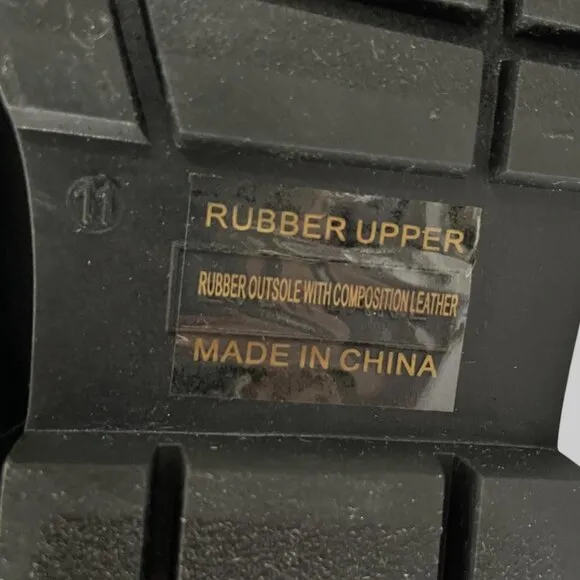 11
RUBBER UPPER
RUBBER OUTSOLE WITH COMPOSITION LEATHER
MADE IN CHINA